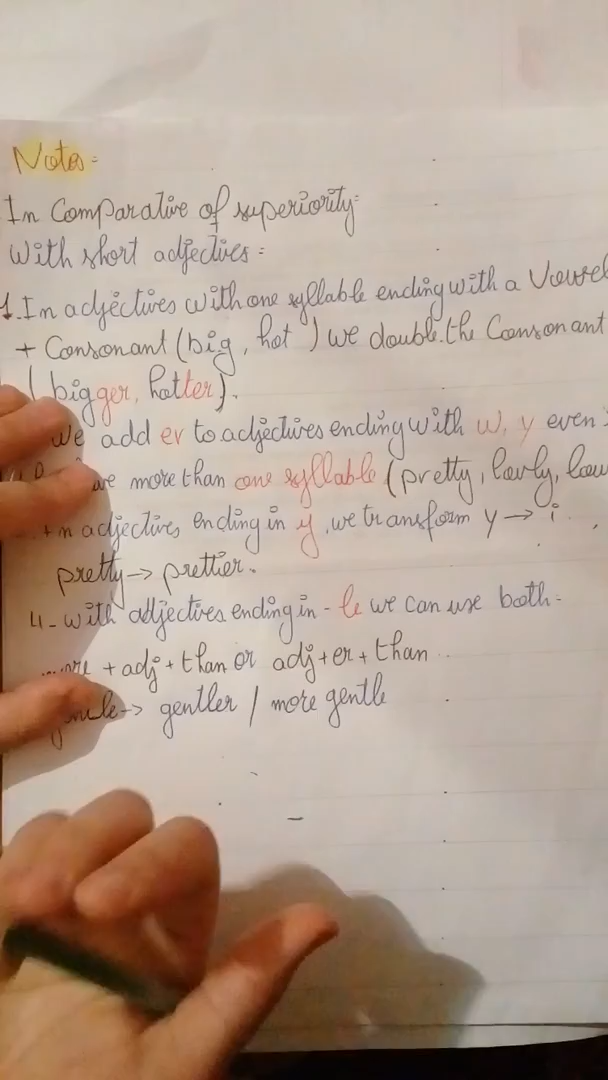 Notes:
In Comparative of superiority:
With short adjectives:
1. In adjectives with one syllable ending with a Vowel
+ Consonant (big, hot) we double the Consonant
(bigger, hotter).
We add er to adjectives ending with w, y even
more than one syllable (pretty, lovly,
adjectives ending in y, we transform y → i
pretty → prettier.
4- with adjectives ending in - le we can use both -
+ adj + than or adj + er + than
→ gentler / more gentle